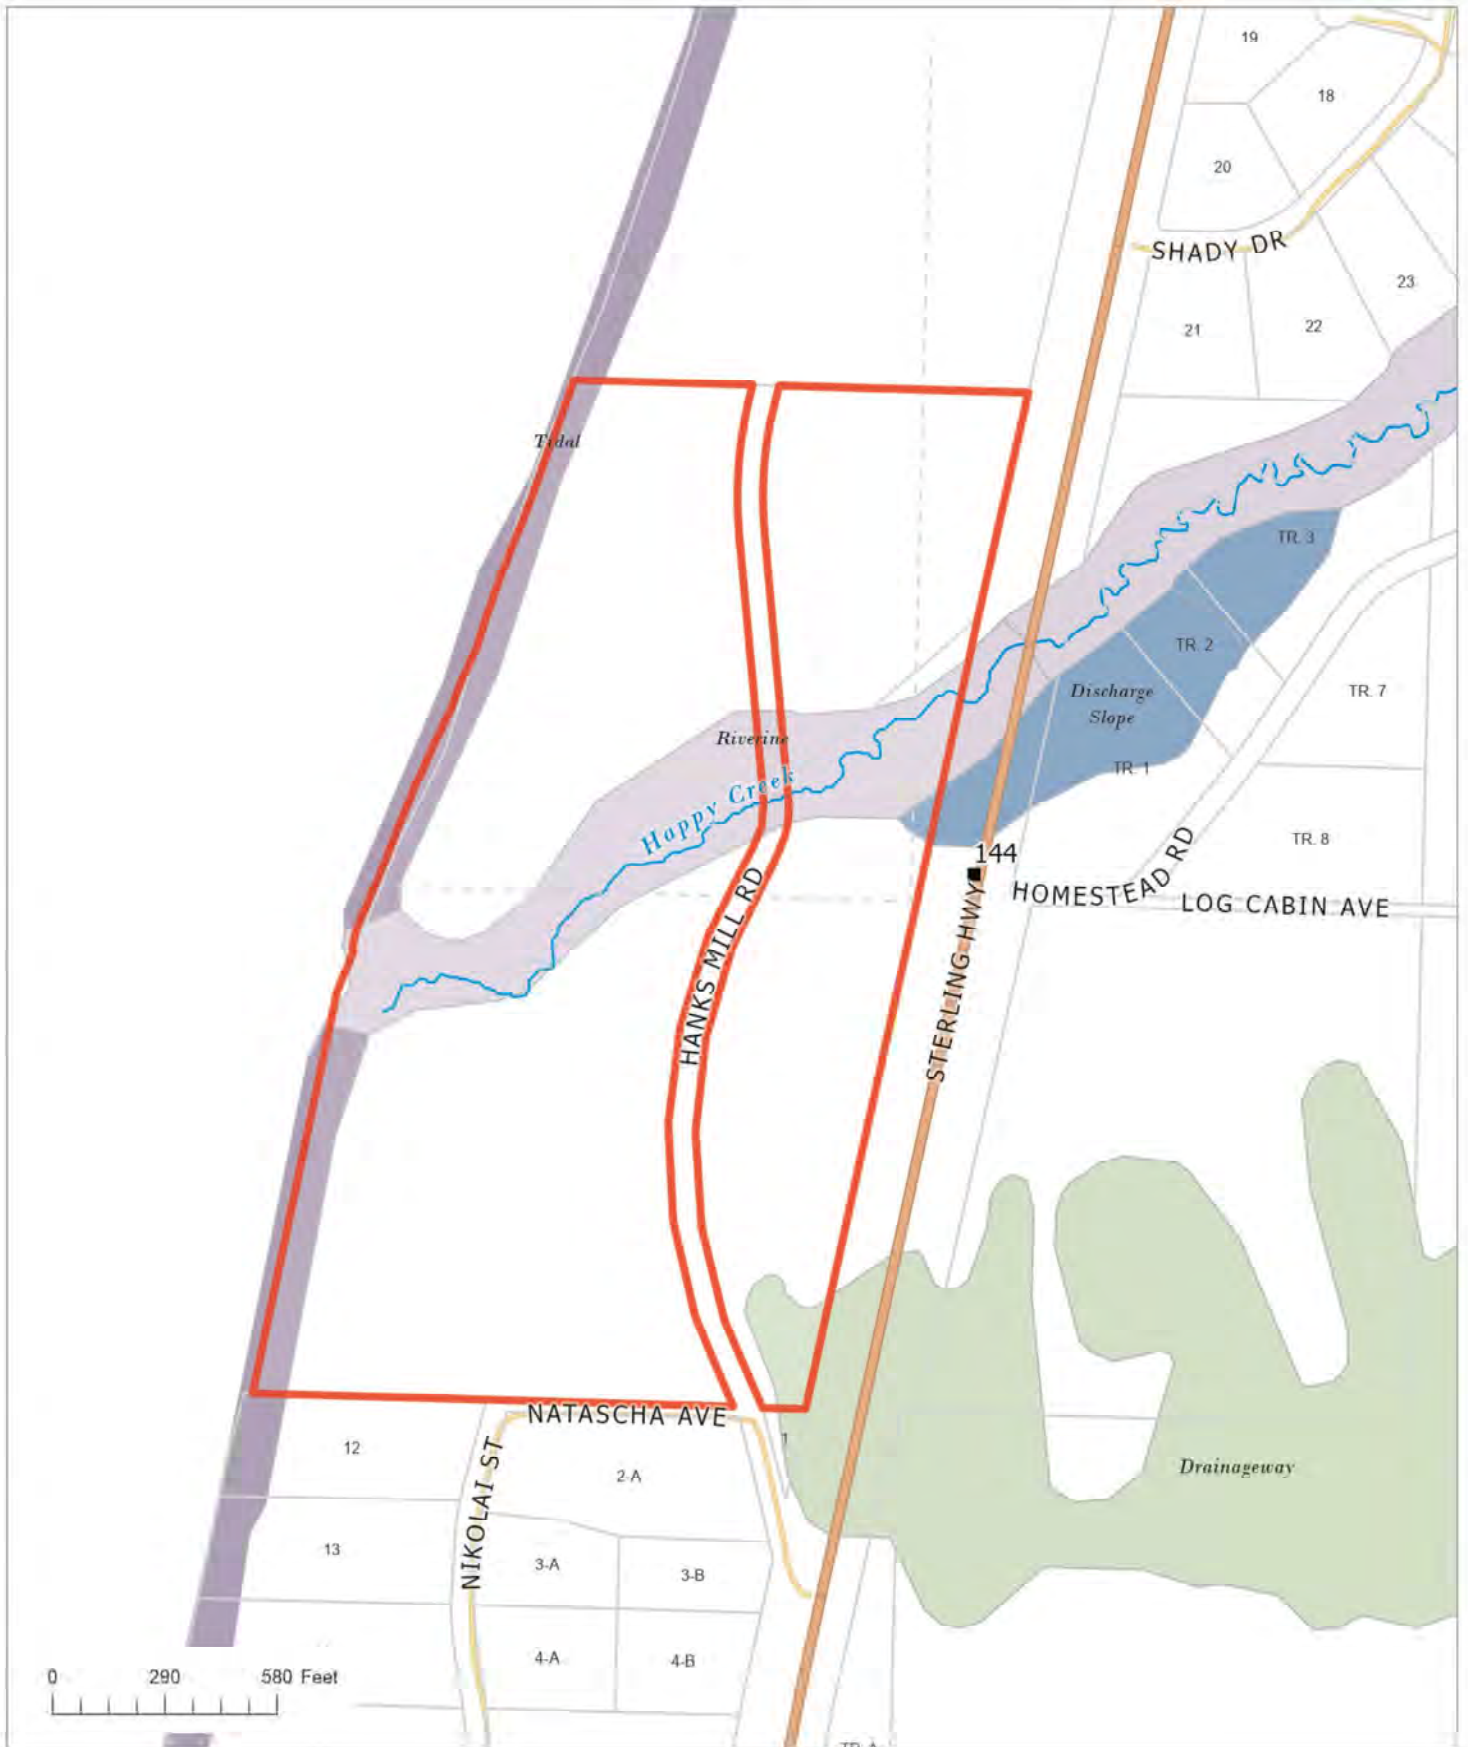 19
18
20
SHADY DR
23
21
22
Tidal
TR. 3
TR. 2
Discharge
Slope
TR. 7
Riverine
TR. 1
Happy Creek
TR. 8
144
HOMESTEAD RD
LOG CABIN AVE
HANKS MILL RD
STERLING HWY
NATASCHA AVE
1
12
2-A
Drainageway
NIKOLAI ST
13
3-A
3-B
4-A
4-B
0 290 580 Feet